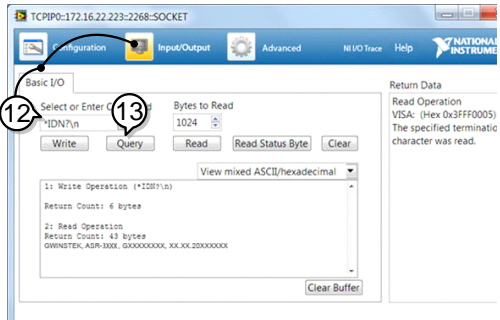 TCPIP0::172.16.22.223::2268::SOCKET
Configuration
Input/Output
Advanced
NI I/O Trace
Help
NATIONAL
INSTRUME
Basic I/O
12
13
Select or Enter C d
Bytes to Read
*IDN?\n
1024
Write
Query
Read
Read Status Byte
Clear
View mixed ASCII/hexadecimal
1: Write Operation (*IDN?\n)
Return Count: 6 bytes
2: Read Operation
Return Count: 43 bytes
GWINSTEK, ASR-3XXX, GXXXXXXXX, XX.XX.20XXXXXX
Clear Buffer
Return Data
Read Operation
VISA: (Hex 0x3FFF0005)
The specified terminatio
character was read.